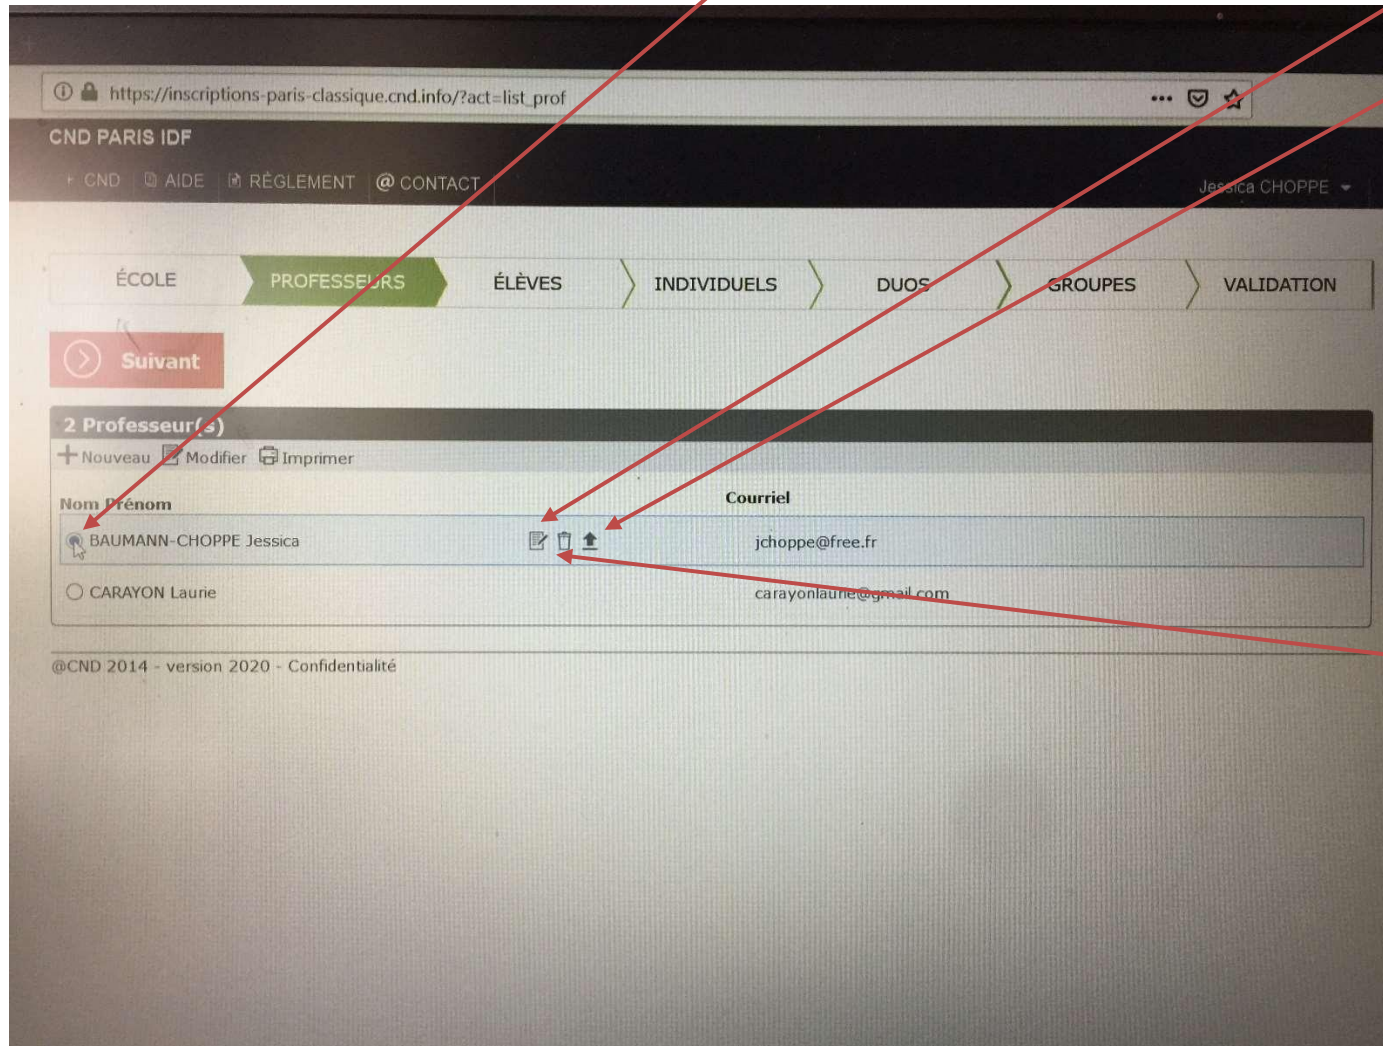 https://inscriptions-paris-classique.cnd.info/?act=list_prof
CND PARIS IDF
+ CND AIDE RÈGLEMENT @ CONTACT Jessica CHOPPE
ÉCOLE PROFESSEURS ÉLÈVES INDIVIDUELS DUOS GROUPES VALIDATION
Suivant
2 Professeur(s)
Nouveau Modifier Imprimer
Nom Prénom Courriel
BAUMANN-CHOPPE Jessica jchoppe@free.fr
CARAYON Laurie carayonlaurie@gmail.com
@CND 2014 - version 2020 - Confidentialité